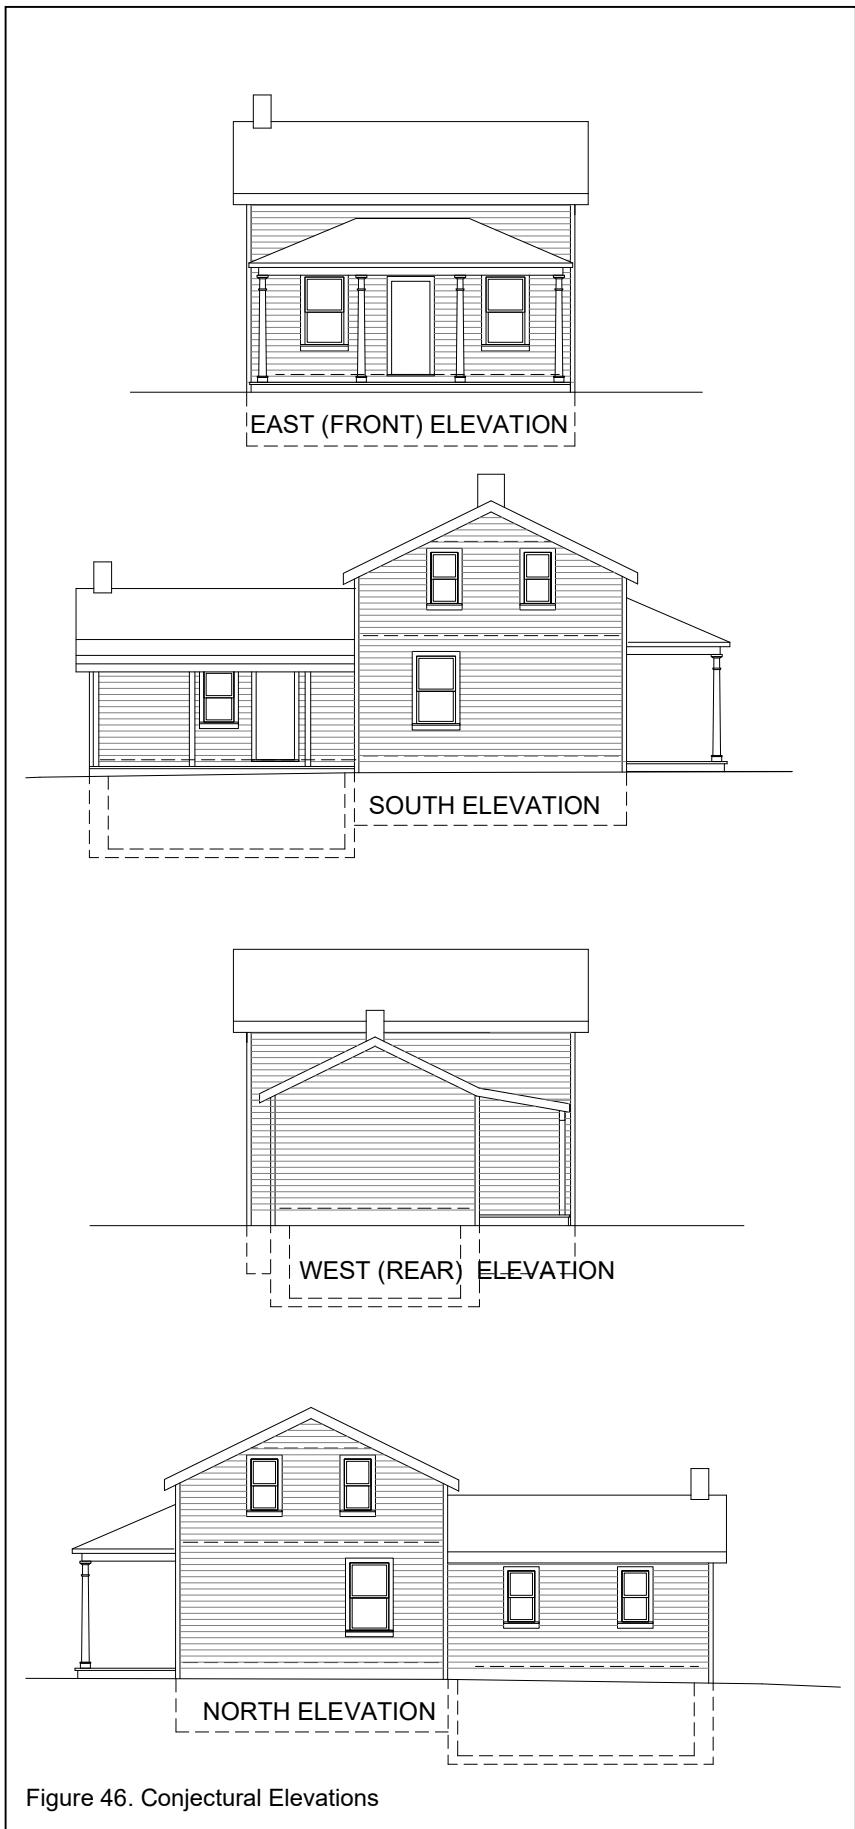 EAST (FRONT) ELEVATION
SOUTH ELEVATION
WEST (REAR) ELEVATION
NORTH ELEVATION
Figure 46. Conjectural Elevations